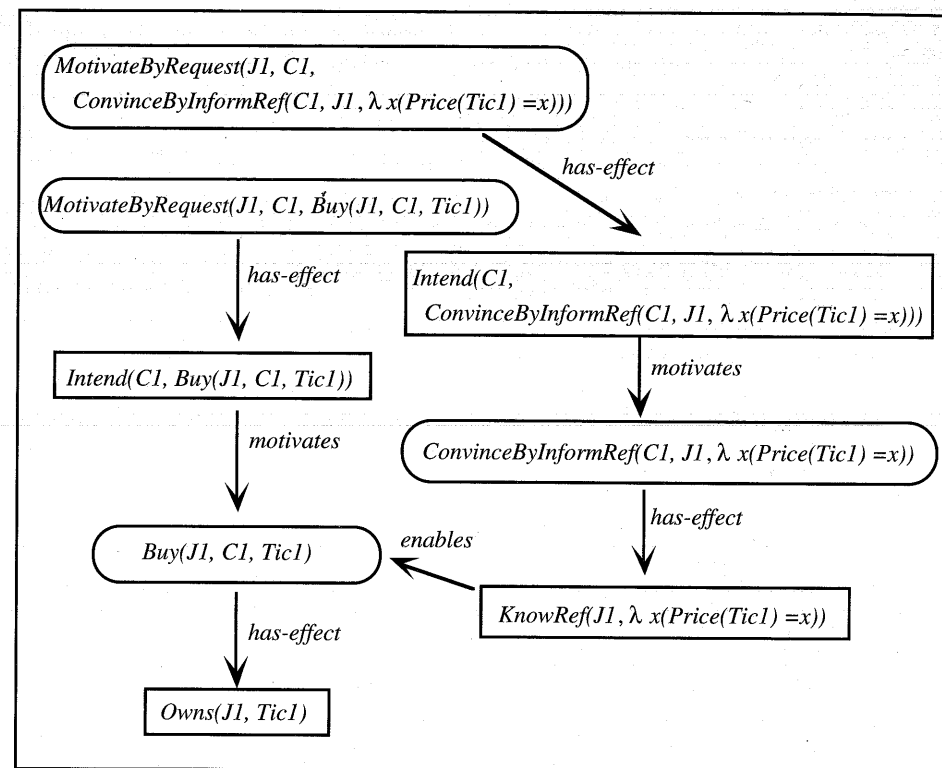 MotivateByRequest(J1, C1,
ConvinceByInformRef(C1, J1, λ x(Price(Tic1) =x)))
has-effect
MotivateByRequest(J1, C1, Buy(J1, C1, Tic1))
has-effect
Intend(C1,
ConvinceByInformRef(C1, J1, λ x(Price(Tic1) =x)))
motivates
Intend(C1, Buy(J1, C1, Tic1))
motivates
ConvinceByInformRef(C1, J1, λ x(Price(Tic1) =x))
has-effect
enables
Buy(J1, C1, Tic1)
KnowRef(J1, λ x(Price(Tic1) =x))
has-effect
Owns(J1, Tic1)